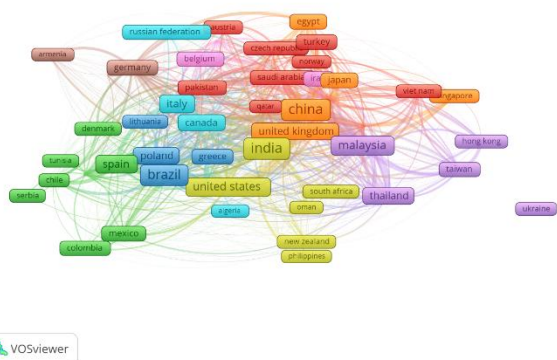 egypt
russian federation
austria
turkey
czech republic
armenia
belgium
norway
germany
saudi arabia
japan
pakistan
viet nam
singapore
italy
qatar
china
lithuania
canada
denmark
united kingdom
hong kong
india
malaysia
poland
greece
tunisia
spain
taiwan
brazil
chile
united states
south africa
thailand
serbia
oman
algeria
ukraine
mexico
new zealand
colombia
philippines
VOSviewer